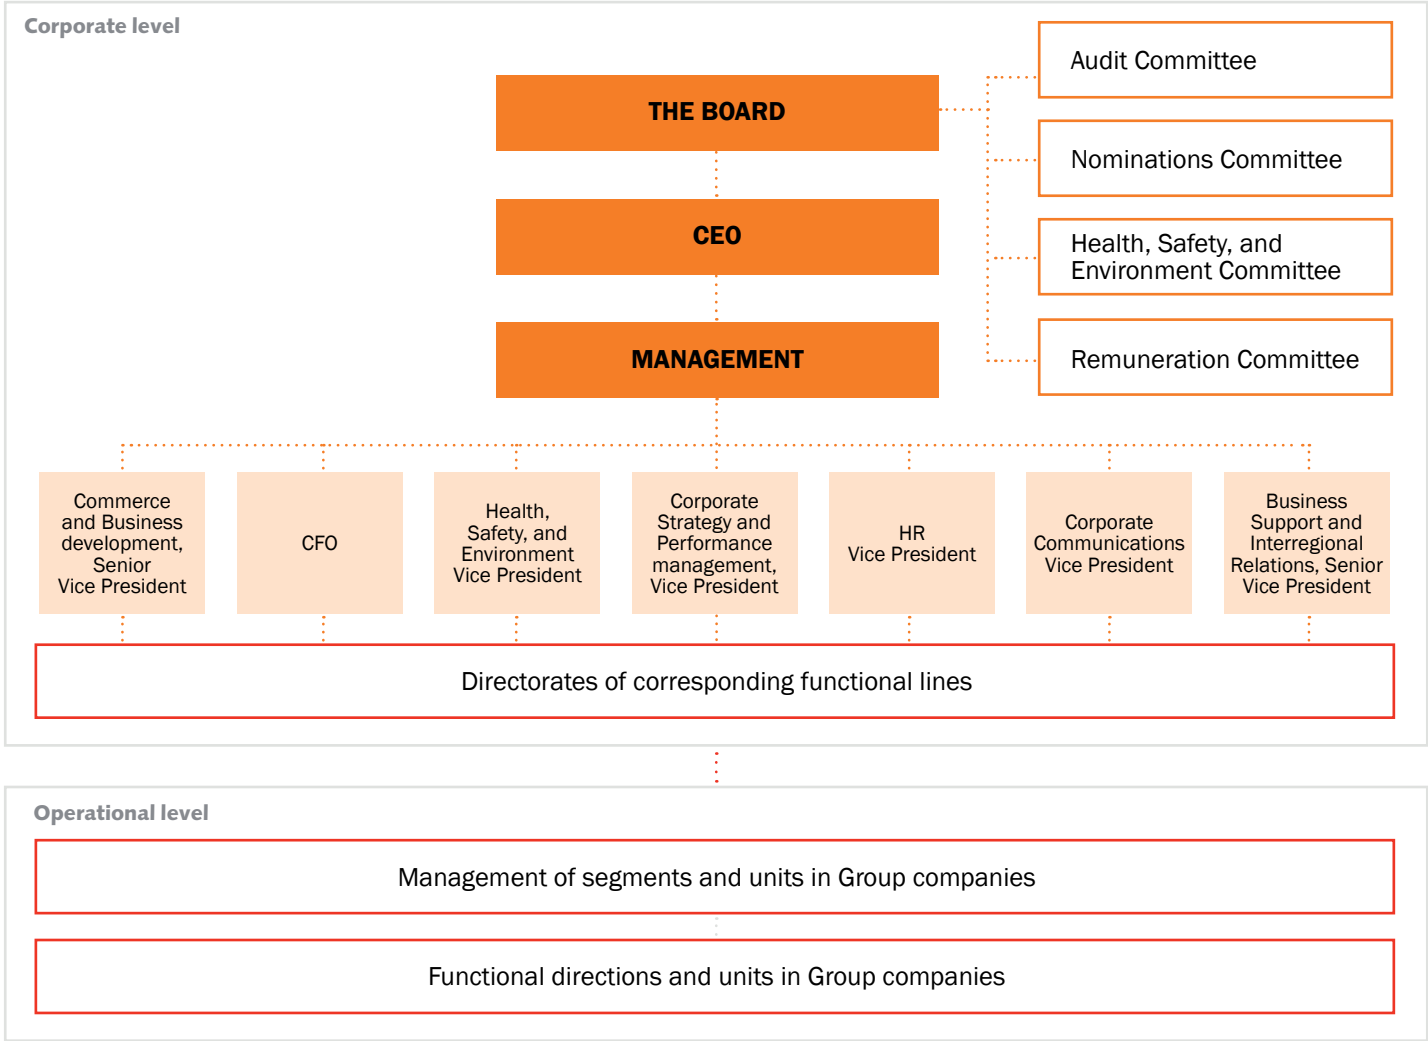 Corporate level
THE BOARD
CEO
MANAGEMENT
Audit Committee
Nominations Committee
Health, Safety, and
Environment Committee
Remuneration Committee
Commerce
and Business
development,
Senior
Vice President
CFO
Health,
Safety, and
Environment
Vice President
Corporate
Strategy and
Performance
management,
Vice President
HR
Vice President
Corporate
Communications
Vice President
Business
Support and
Interregional
Relations, Senior
Vice President
Directorates of corresponding functional lines
Operational level
Management of segments and units in Group companies
Functional directions and units in Group companies